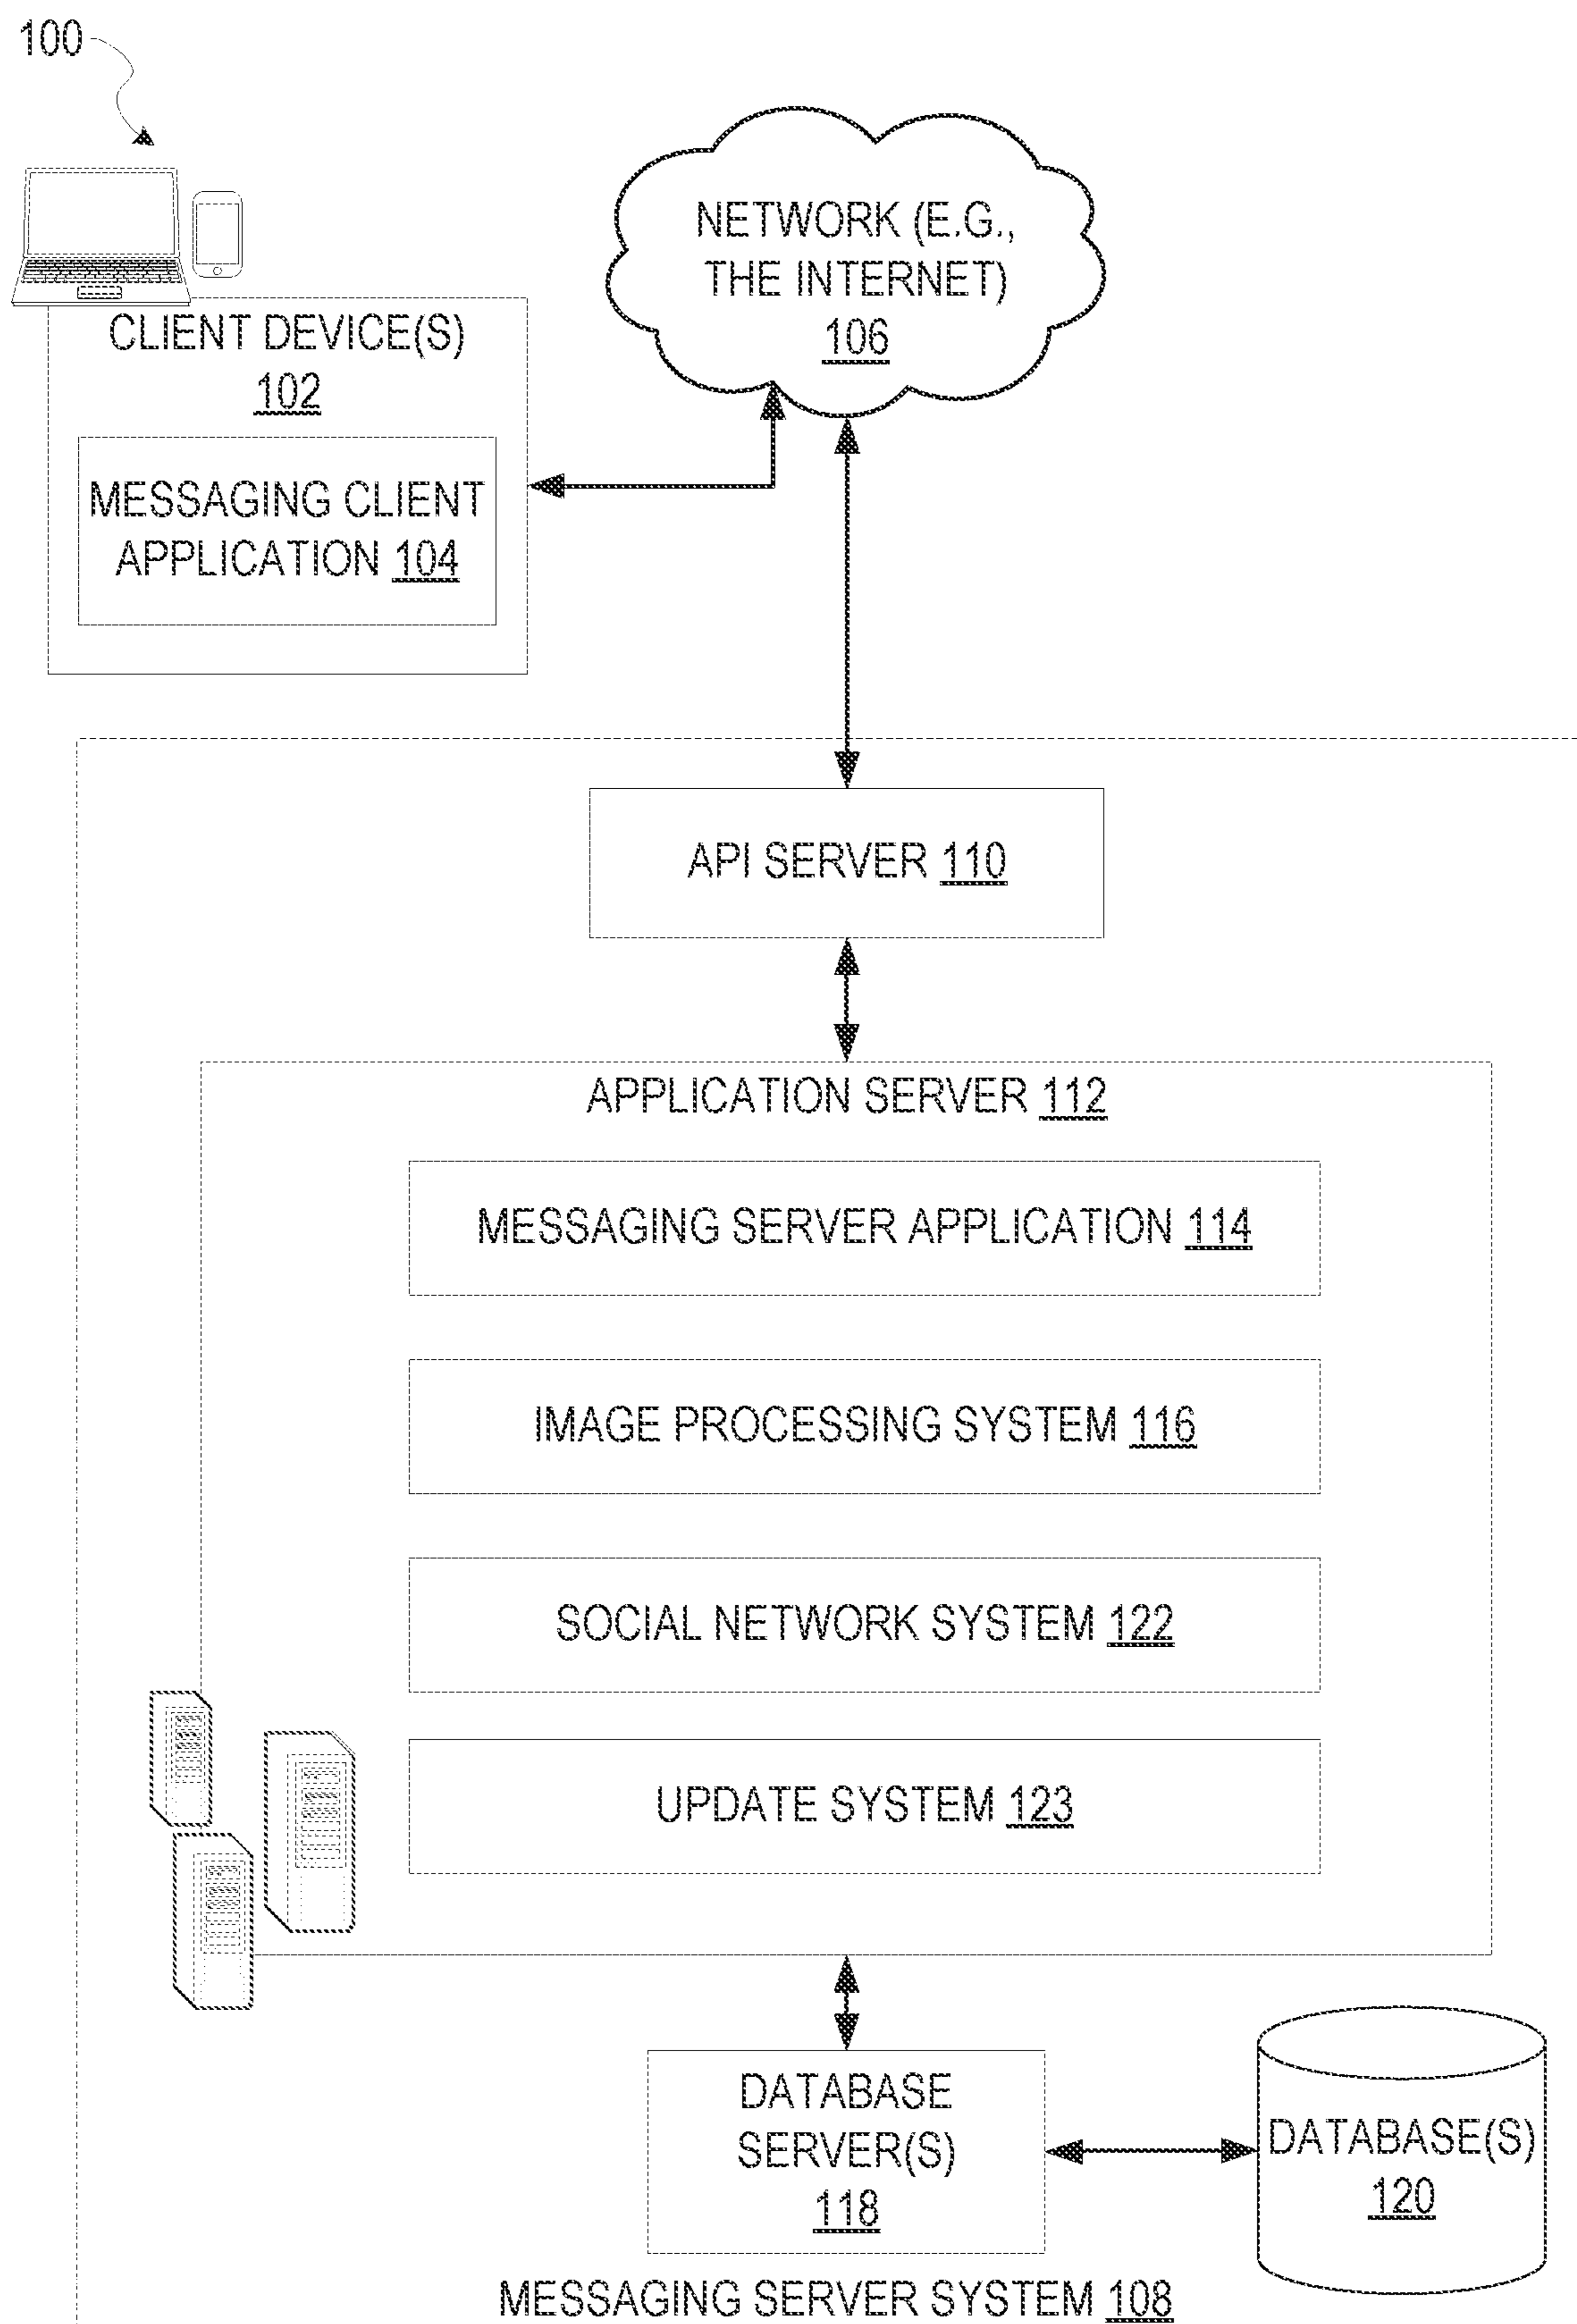 100
NETWORK (E.G.,
THE INTERNET)
106
CLIENT DEVICE(S)
102
MESSAGING CLIENT
APPLICATION 104
API SERVER 110
APPLICATION SERVER 112
MESSAGING SERVER APPLICATION 114
IMAGE PROCESSING SYSTEM 116
SOCIAL NETWORK SYSTEM 122
UPDATE SYSTEM 123
DATABASE
SERVER(S)
118
DATABASE(S)
120
MESSAGING SERVER SYSTEM 108